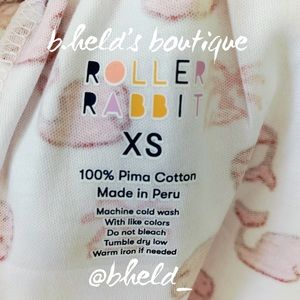 b.held's boutique
ROLLER
RABBIT
XS
100% Pima Cotton
Made in Peru
Machine cold wash
With like colors
Do not bleach
Tumble dry low
Warm iron if needed
@bheld_